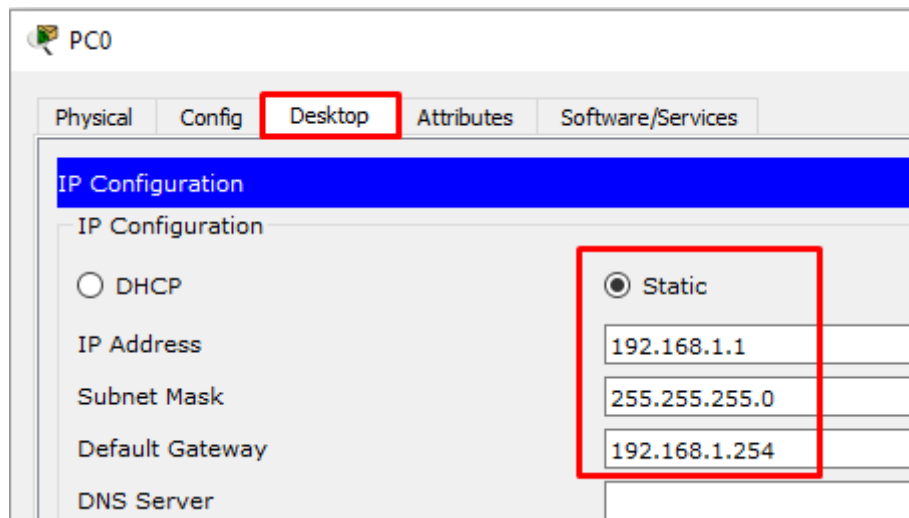 PC0
Physical Config Desktop Attributes Software/Services
IP Configuration
IP Configuration
DHCP Static
IP Address 192.168.1.1
Subnet Mask 255.255.255.0
Default Gateway 192.168.1.254
DNS Server